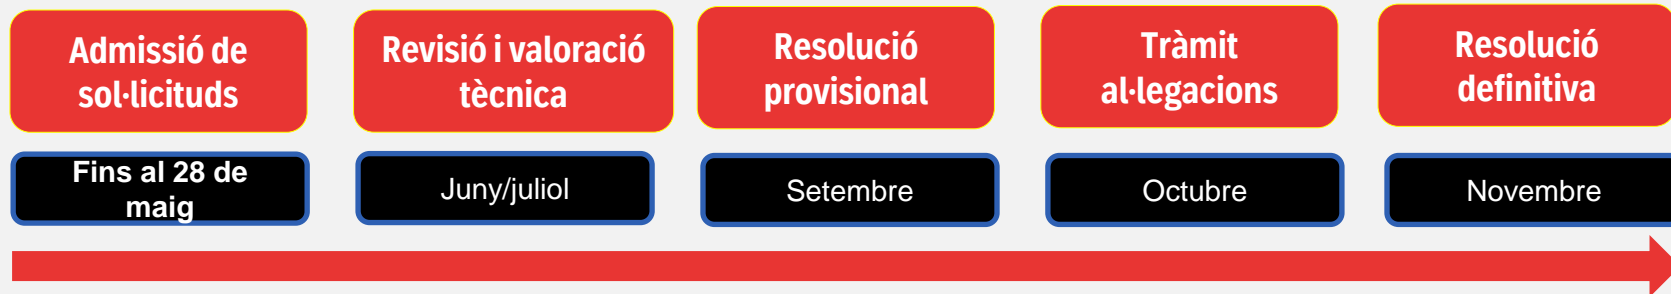 Admissió de
sol·licituds
Revisió i valoració
tècnica
Resolució
provisional
Tràmit
al·legacions
Resolució
definitiva
Fins al 28 de
maig
Juny/juliol
Setembre
Octubre
Novembre